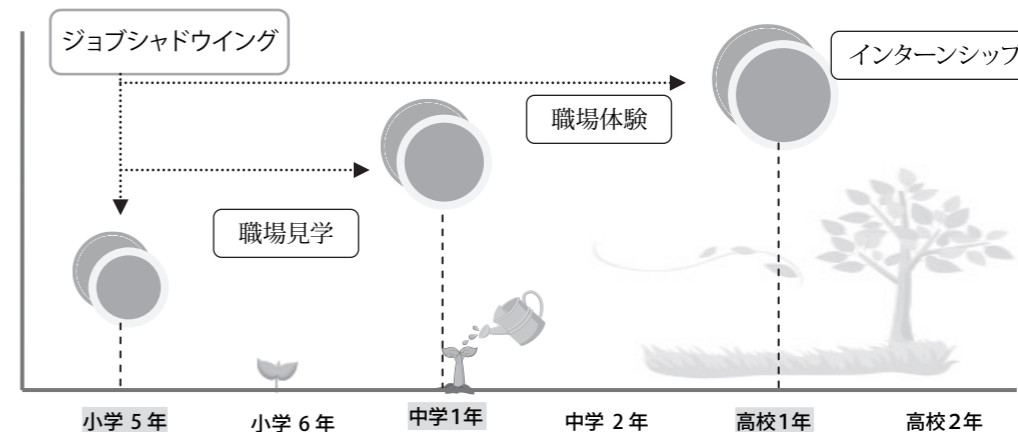 ジョブシャドウイング
インターンシップ
職場体験
職場見学
小学 5 年
小学 6 年
中学1年
中学 2 年
高校1年
高校2年